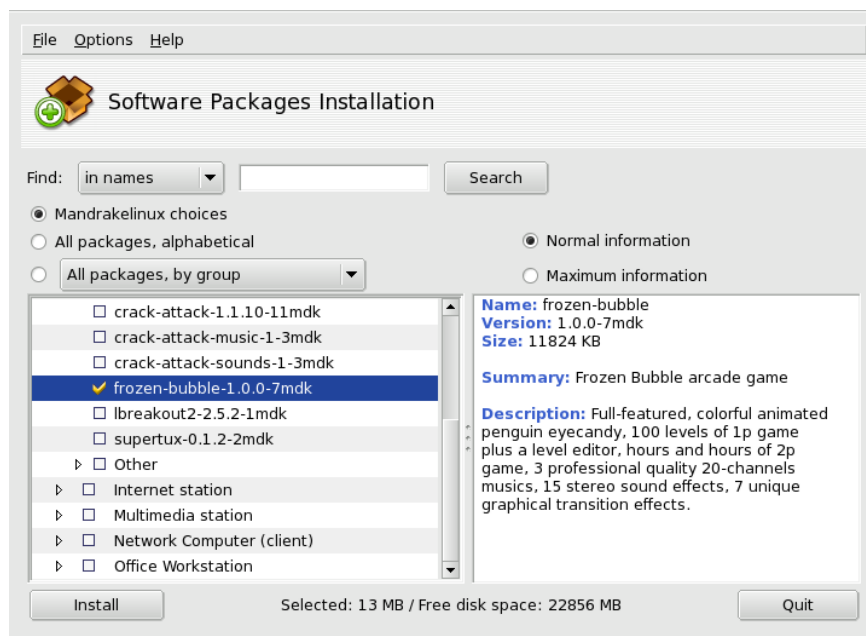 File Options Help
Software Packages Installation
Find: in names Search
Mandrakelinux choices
All packages, alphabetical
All packages, by group
Normal information
Maximum information
crack-attack-1.1.10-11mdk
crack-attack-music-1-3mdk
crack-attack-sounds-1-3mdk
frozen-bubble-1.0.0-7mdk
lbreakout2-2.5.2-1mdk
supertux-0.1.2-2mdk
Other
Internet station
Multimedia station
Network Computer (client)
Office Workstation
Name: frozen-bubble
Version: 1.0.0-7mdk
Size: 11824 KB
Summary: Frozen Bubble arcade game
Description: Full-featured, colorful animated
penguin eyecandy, 100 levels of 1p game
plus a level editor, hours and hours of 2p
game, 3 professional quality 20-channels
musics, 15 stereo sound effects, 7 unique
graphical transition effects.
Install Selected: 13 MB / Free disk space: 22856 MB Quit